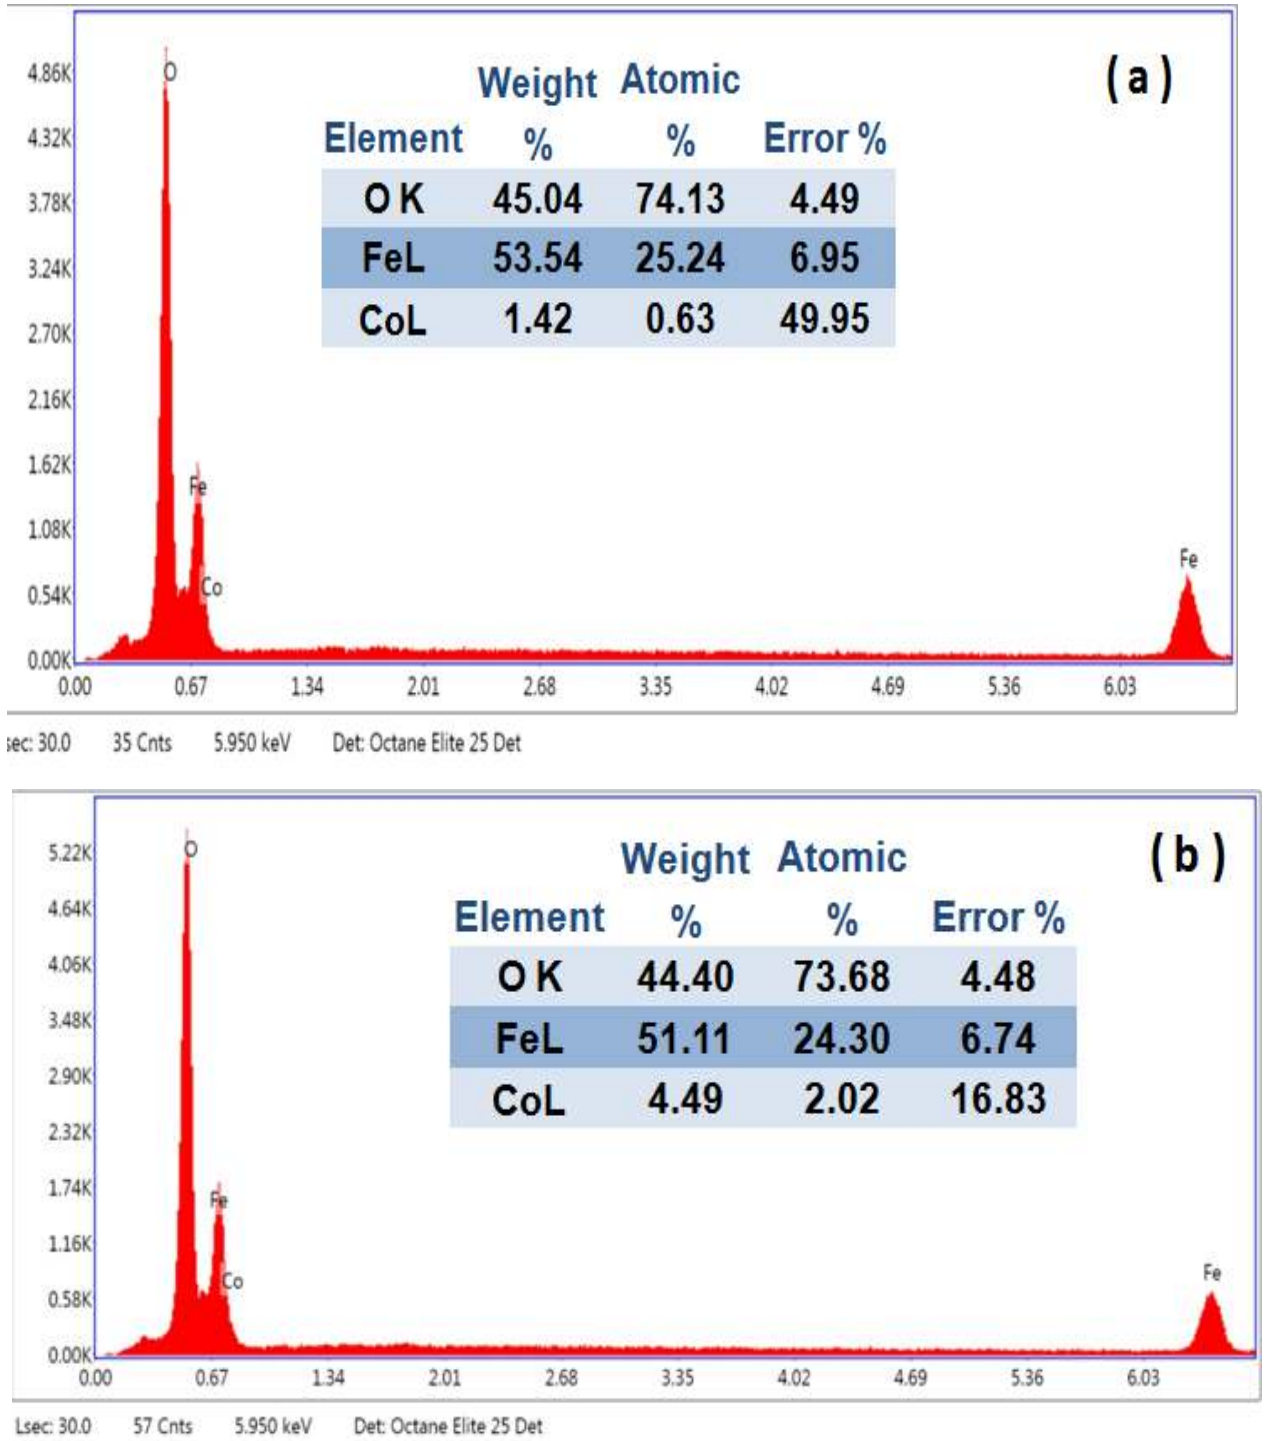 ( a )
Weight Atomic
Element % % Error %
O K 45.04 74.13 4.49
FeL 53.54 25.24 6.95
CoL 1.42 0.63 49.95
4.86K
4.32K
3.78K
3.24K
2.70K
2.16K
1.62K
1.08K
0.54K
0.00K
O
Fe
Co
Fe
0.00 0.67 1.34 2.01 2.68 3.35 4.02 4.69 5.36 6.03
sec: 30.0 35 Cnts 5.950 keV Det: Octane Elite 25 Det
( b )
Weight Atomic
Element % % Error %
O K 44.40 73.68 4.48
FeL 51.11 24.30 6.74
CoL 4.49 2.02 16.83
5.22K
4.64K
4.06K
3.48K
2.90K
2.32K
1.74K
1.16K
0.58K
0.00K
O
Fe
Co
Fe
0.00 0.67 1.34 2.01 2.68 3.35 4.02 4.69 5.36 6.03
Lsec: 30.0 57 Cnts 5.950 keV Det: Octane Elite 25 Det